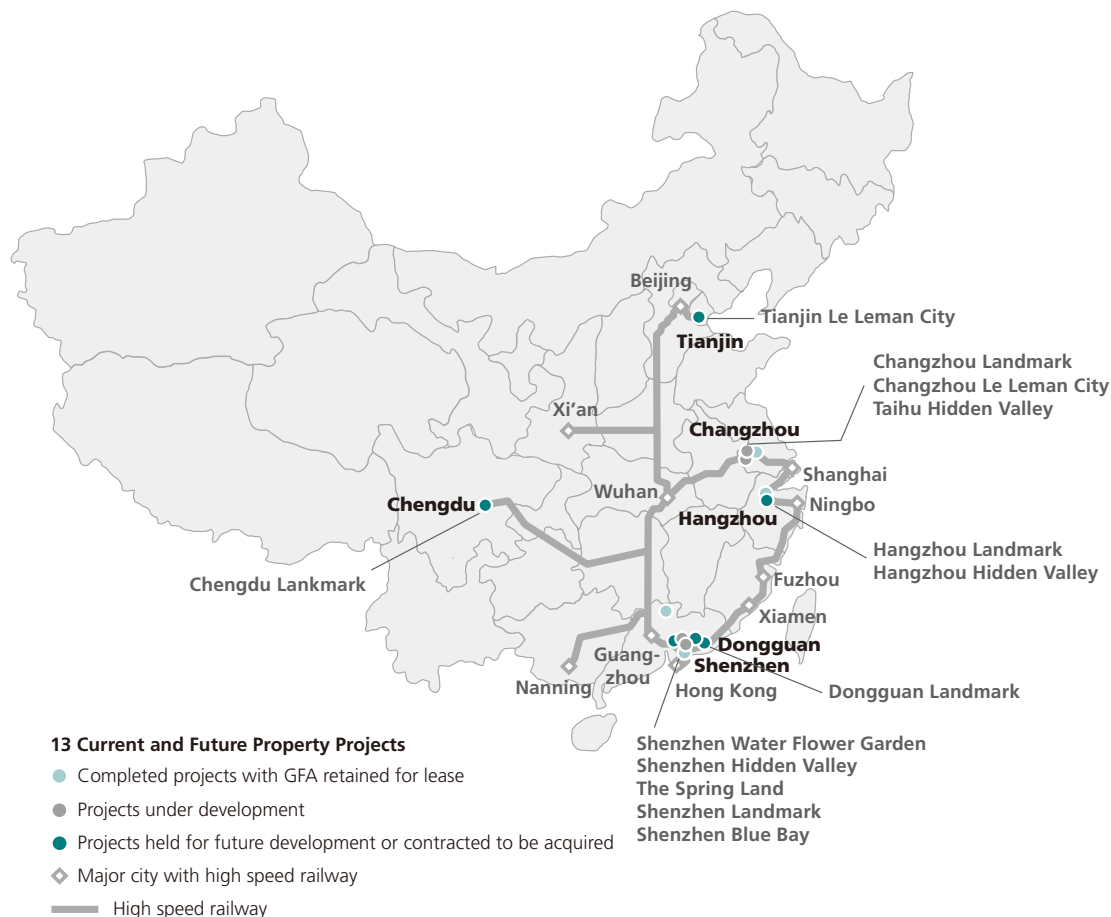 Beijing
Tianjin Le Leman City
Tianjin
Changzhou Landmark
Changzhou Le Leman City
Taihu Hidden Valley
Xi’an
Changzhou
Shanghai
Wuhan
Chengdu
Ningbo
Hangzhou
Hangzhou Landmark
Hangzhou Hidden Valley
Chengdu Lankmark
Fuzhou
Xiamen
Dongguan
Guang-
zhou
Shenzhen
Nanning
Hong Kong
Dongguan Landmark
Shenzhen Water Flower Garden
Shenzhen Hidden Valley
The Spring Land
Shenzhen Landmark
Shenzhen Blue Bay
13 Current and Future Property Projects
Completed projects with GFA retained for lease
Projects under development
Projects held for future development or contracted to be acquired
Major city with high speed railway
High speed railway